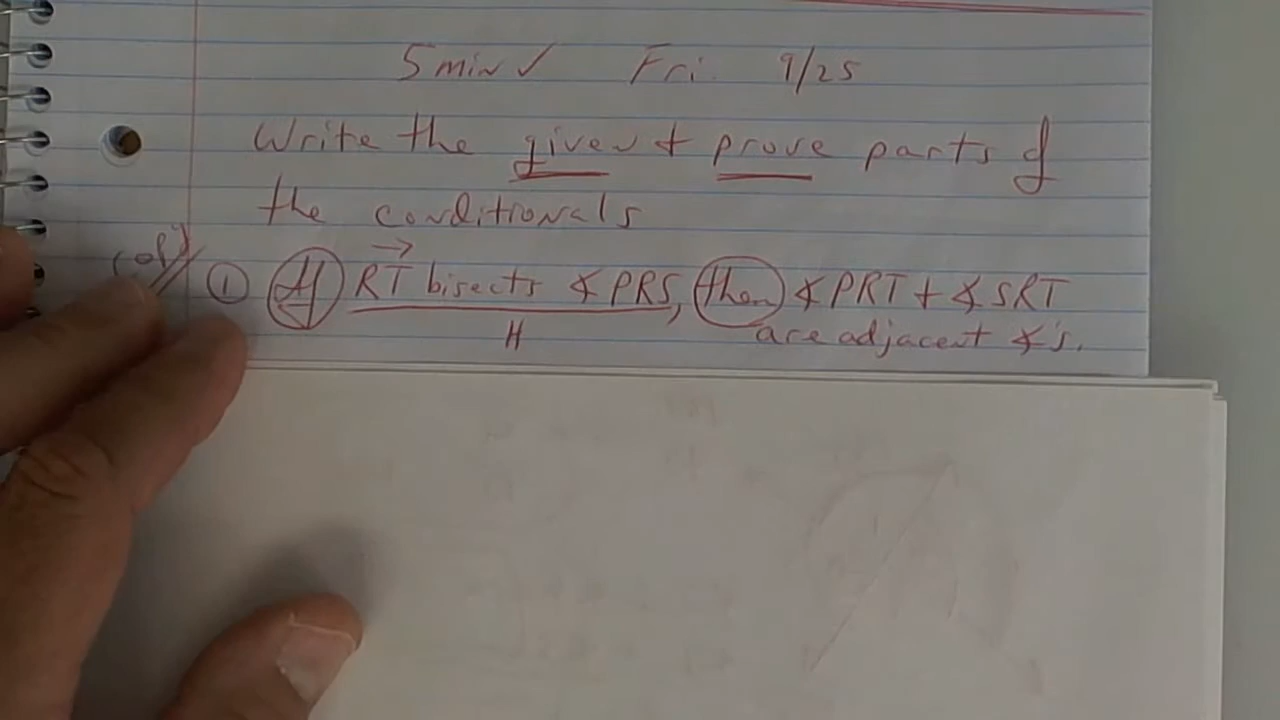 5 min ✓ Fri. 9/25
Write the given + prove parts of
the conditionals
copy ① If RT bisects ∡PRS, then ∡PRT + ∡SRT
H
are adjacent ∡'s.